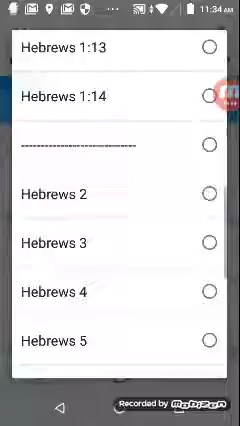 11:34 AM
Hebrews 1:13
Hebrews 1:14
------------------------------
Hebrews 2
Hebrews 3
Hebrews 4
Hebrews 5
Recorded by Mobizen